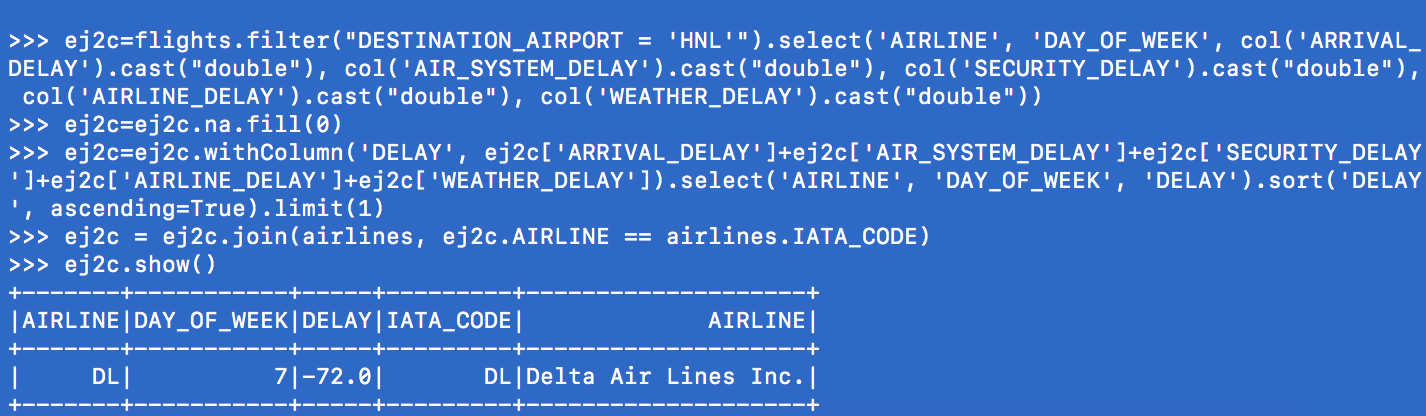 >>> ej2c=flights.filter("DESTINATION_AIRPORT = 'HNL'").select('AIRLINE', 'DAY_OF_WEEK', col('ARRIVAL_
DELAY').cast("double"), col('AIR_SYSTEM_DELAY').cast("double"), col('SECURITY_DELAY').cast("double"),
 col('AIRLINE_DELAY').cast("double"), col('WEATHER_DELAY').cast("double"))
>>> ej2c=ej2c.na.fill(0)
>>> ej2c=ej2c.withColumn('DELAY', ej2c['ARRIVAL_DELAY']+ej2c['AIR_SYSTEM_DELAY']+ej2c['SECURITY_DELAY
']+ej2c['AIRLINE_DELAY']+ej2c['WEATHER_DELAY']).select('AIRLINE', 'DAY_OF_WEEK', 'DELAY').sort('DELAY
', ascending=True).limit(1)
>>> ej2c = ej2c.join(airlines, ej2c.AIRLINE == airlines.IATA_CODE)
>>> ej2c.show()
+-------+-----------+-----+---------+--------------------+
|AIRLINE|DAY_OF_WEEK|DELAY|IATA_CODE|             AIRLINE|
+-------+-----------+-----+---------+--------------------+
|     DL|          7|-72.0|       DL|Delta Air Lines Inc.|
+-------+-----------+-----+---------+--------------------+